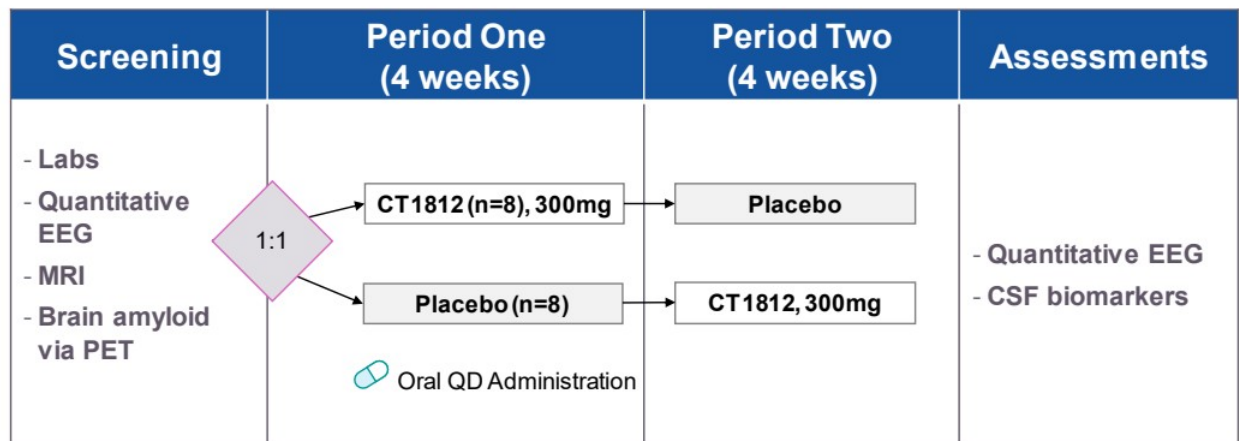 Screening
Period One
(4 weeks)
Period Two
(4 weeks)
Assessments
- Labs
- Quantitative
EEG
- MRI
- Brain amyloid
via PET
1:1
CT1812 (n=8), 300mg
Placebo
Placebo (n=8)
CT1812, 300mg
Oral QD Administration
- Quantitative EEG
- CSF biomarkers